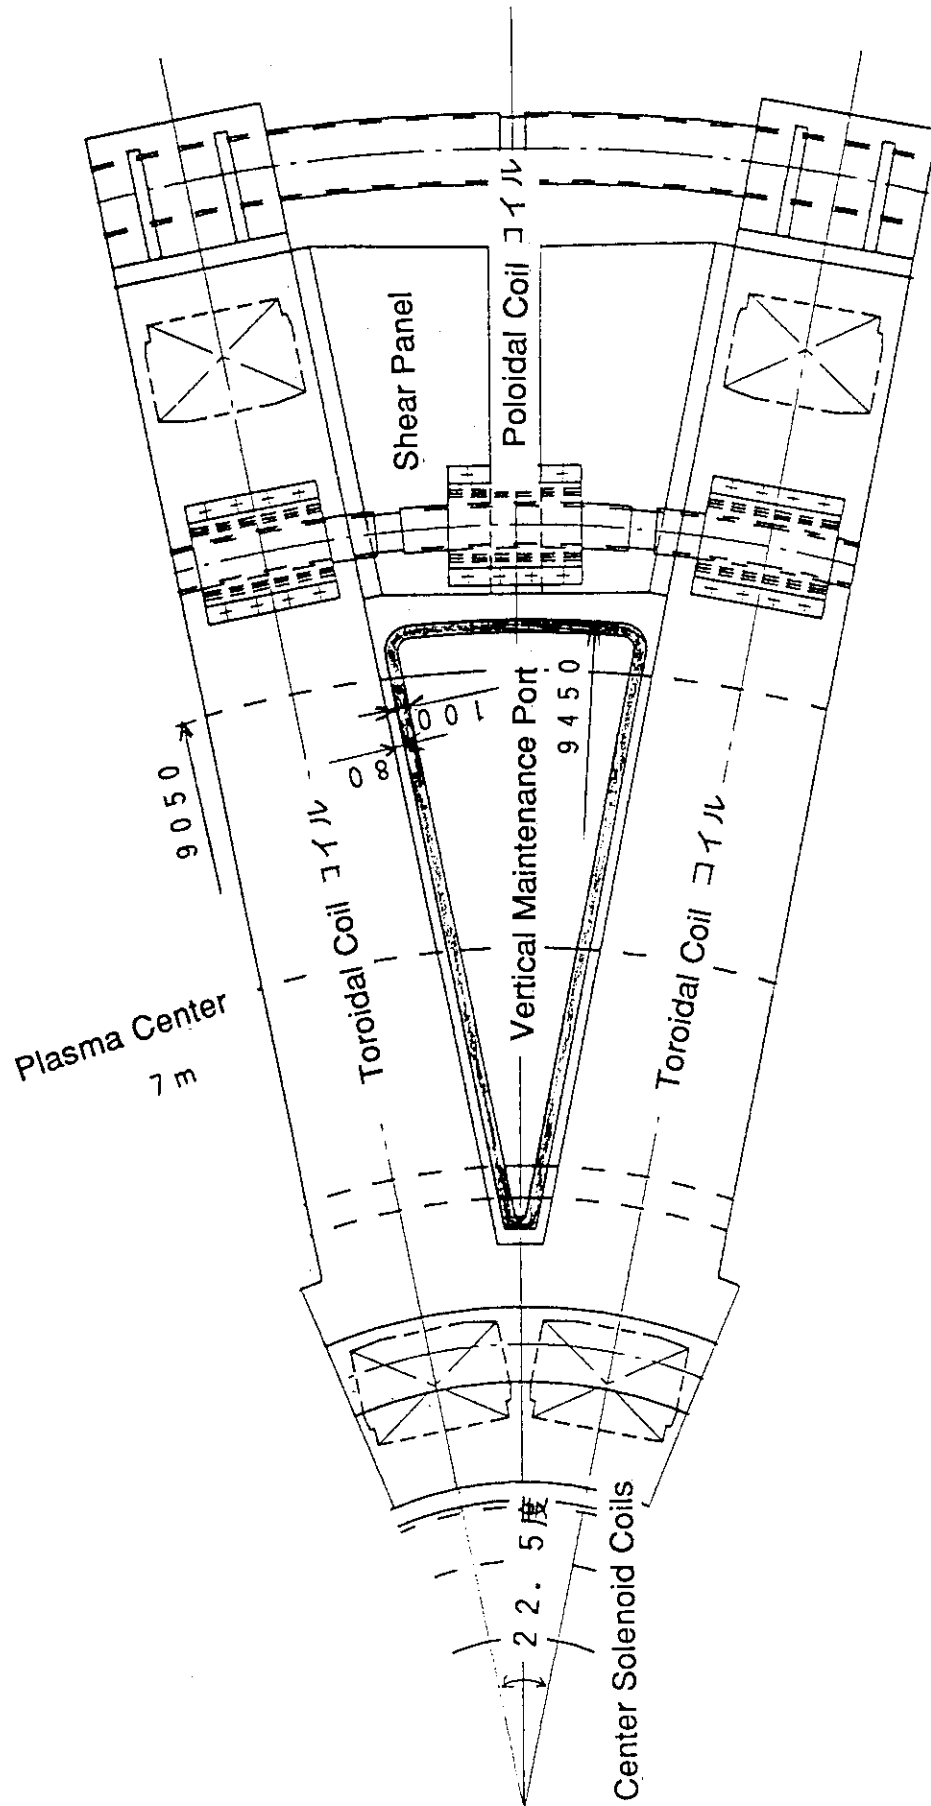 Shear Panel
Poloidal Coil コイル
9050
100
80
9450
Vertical Maintenance Port
Toroidal Coil コイル
Toroidal Coil コイル
Plasma Center
7 m
22. 5度
Center Solenoid Coils